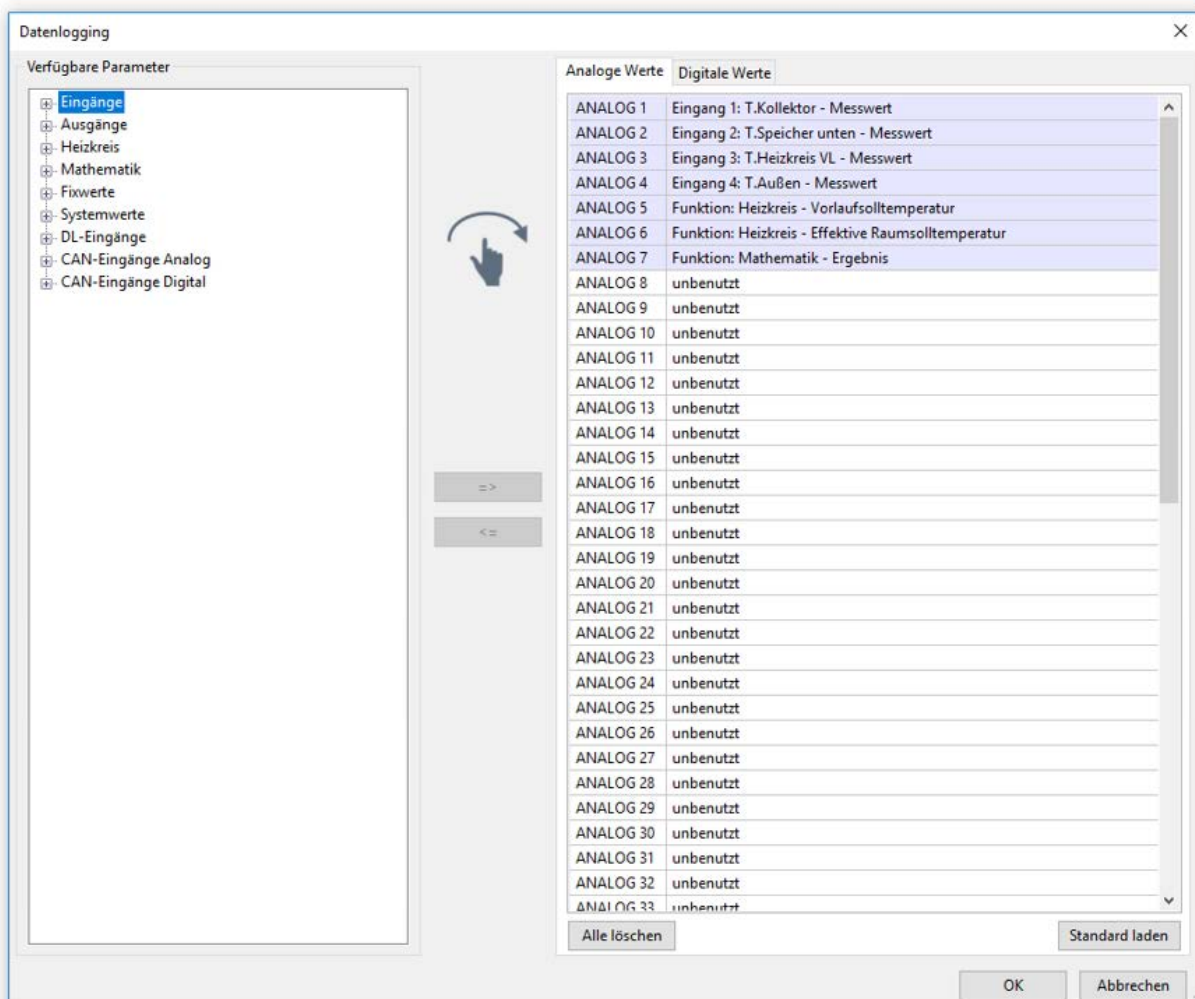 Datenlogging
Verfügbare Parameter
Eingänge
Ausgänge
Heizkreis
Mathematik
Fixwerte
Systemwerte
DL-Eingänge
CAN-Eingänge Analog
CAN-Eingänge Digital
=>
<=
Analoge Werte Digitale Werte
ANALOG 1 Eingang 1: T.Kollektor - Messwert
ANALOG 2 Eingang 2: T.Speicher unten - Messwert
ANALOG 3 Eingang 3: T.Heizkreis VL - Messwert
ANALOG 4 Eingang 4: T.Außen - Messwert
ANALOG 5 Funktion: Heizkreis - Vorlaufsolltemperatur
ANALOG 6 Funktion: Heizkreis - Effektive Raumsolltemperatur
ANALOG 7 Funktion: Mathematik - Ergebnis
ANALOG 8 unbenutzt
ANALOG 9 unbenutzt
ANALOG 10 unbenutzt
ANALOG 11 unbenutzt
ANALOG 12 unbenutzt
ANALOG 13 unbenutzt
ANALOG 14 unbenutzt
ANALOG 15 unbenutzt
ANALOG 16 unbenutzt
ANALOG 17 unbenutzt
ANALOG 18 unbenutzt
ANALOG 19 unbenutzt
ANALOG 20 unbenutzt
ANALOG 21 unbenutzt
ANALOG 22 unbenutzt
ANALOG 23 unbenutzt
ANALOG 24 unbenutzt
ANALOG 25 unbenutzt
ANALOG 26 unbenutzt
ANALOG 27 unbenutzt
ANALOG 28 unbenutzt
ANALOG 29 unbenutzt
ANALOG 30 unbenutzt
ANALOG 31 unbenutzt
ANALOG 32 unbenutzt
ANALOG 33 unbenutzt
Alle löschen Standard laden
OK Abbrechen